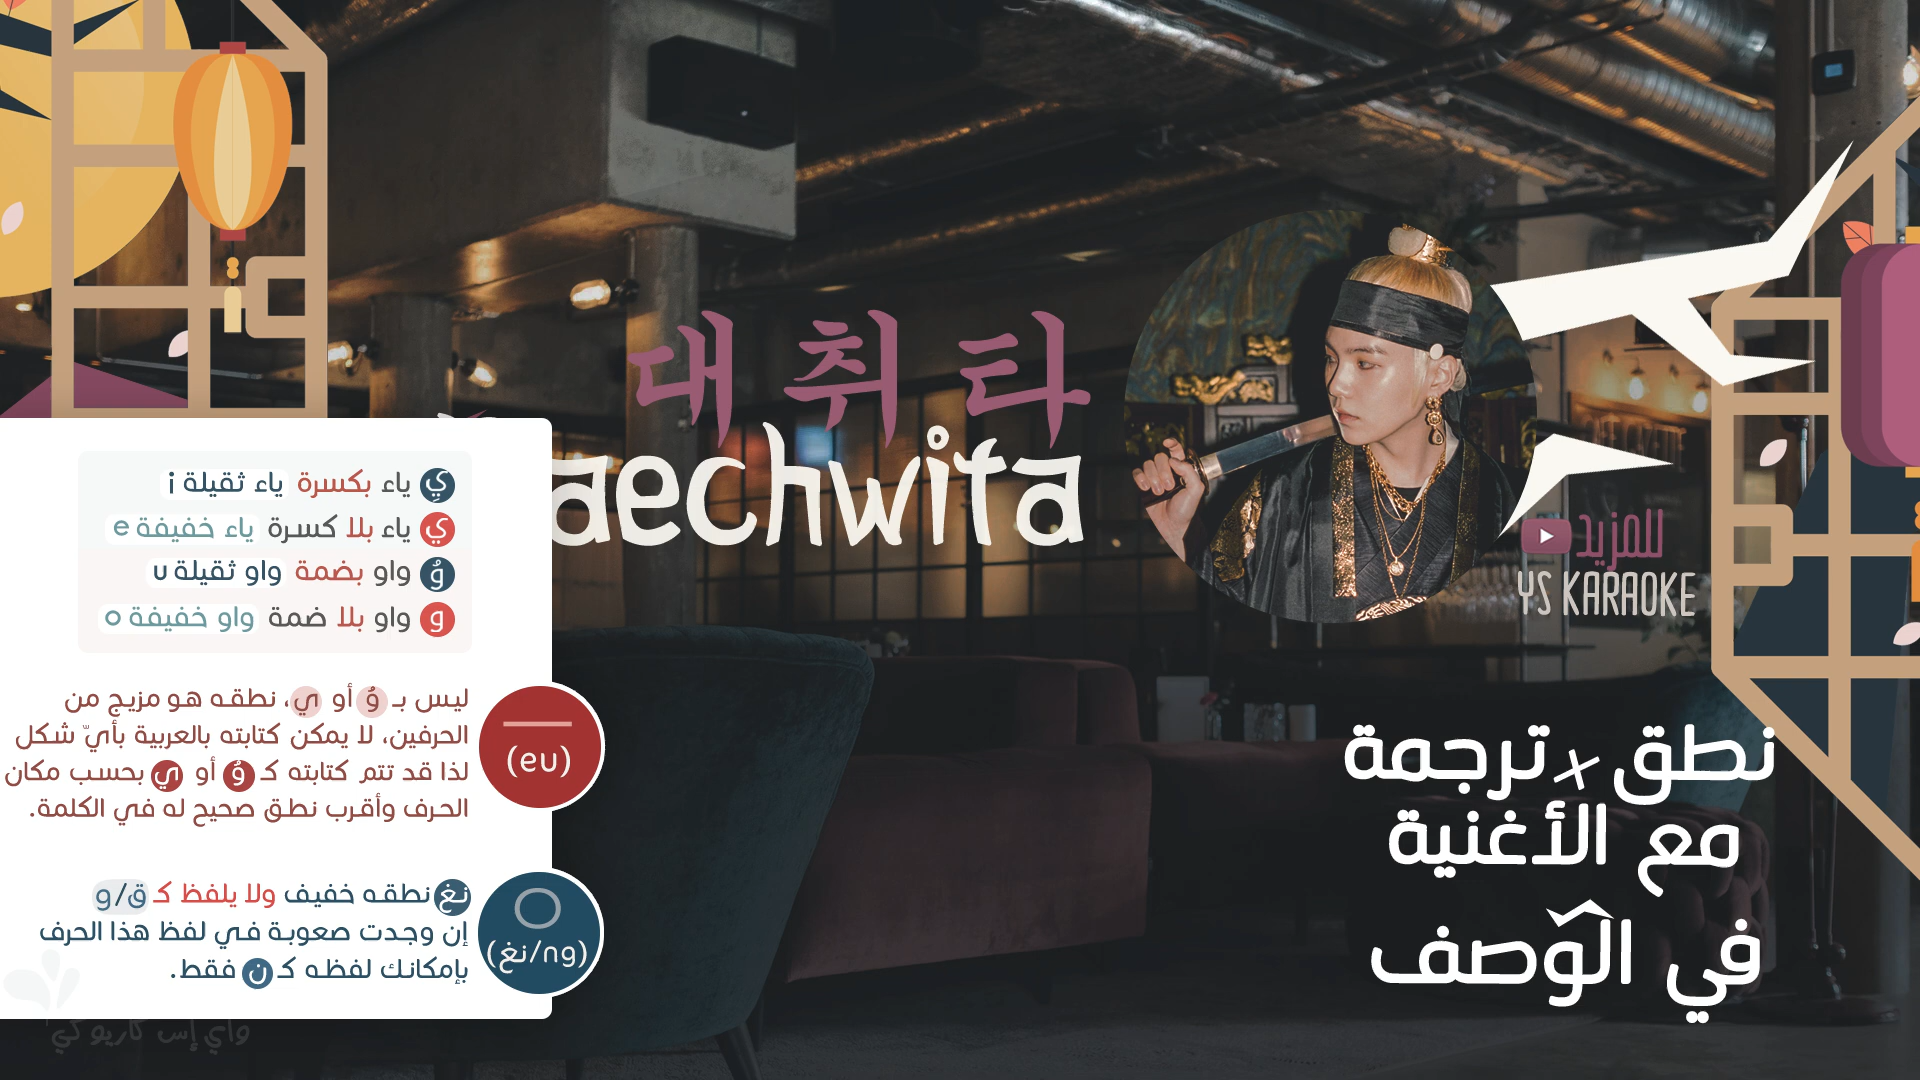 대취타
aechwita
للمزيد
YS KARAOKE
ي ياء بكسرة ياء ثقيلة i
ي ياء بلا كسرة ياء خفيفة e
وُ واو بضمة واو ثقيلة u
و واو بلا ضمة واو خفيفة o
ㅡ
(eu)
ليس بـ وُ أو ي، نطقه هو مزيج من
الحرفين، لا يمكن كتابته بالعربية بأيّ شكل
لذا قد تتم كتابته كـ وُ أو ي بحسب مكان
الحرف وأقرب نطق صحيح له في الكلمة.
ㅇ
(نغ/ng)
نغ نطقه خفيف ولا يلفظ كـ ق/و
إن وجدت صعوبة في لفظ هذا الحرف
بإمكانك لفظه كـ ن فقط.
واي إس كاريوكي
نطق x ترجمة
مع الأغنية
في الوصف